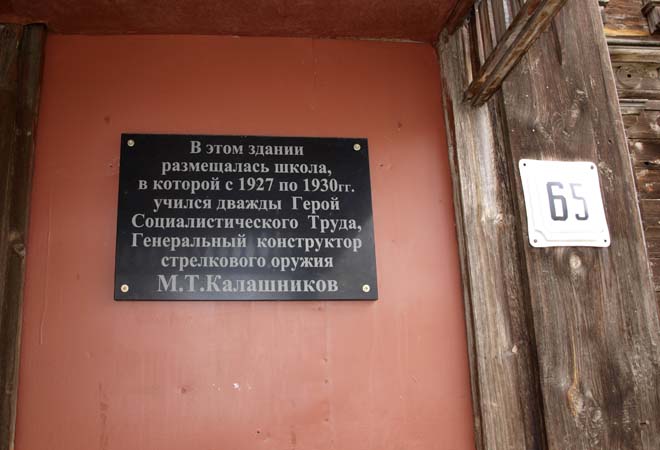 В этом здании
размещалась школа,
в которой с 1927 по 1930гг.
учился дважды Герой
Социалистического Труда,
Генеральный конструктор
стрелкового оружия
М.Т.Калашников
65